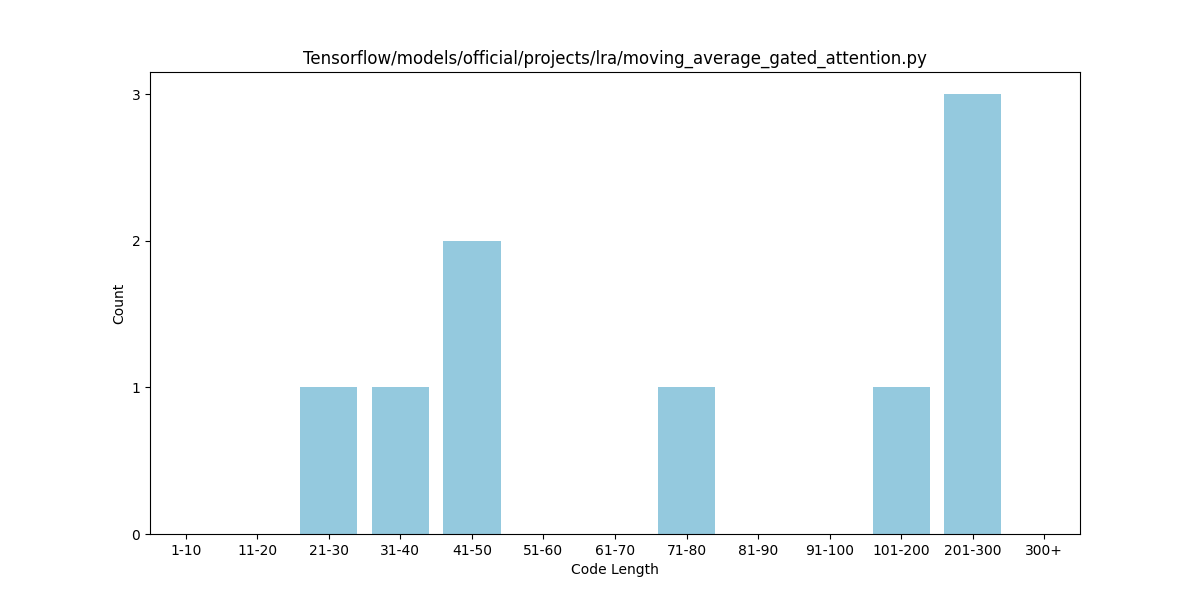 Tensorflow/models/official/projects/lra/moving_average_gated_attention.py
3
2
1
0
Count
1-10 11-20 21-30 31-40 41-50 51-60 61-70 71-80 81-90 91-100 101-200 201-300 300+
Code Length